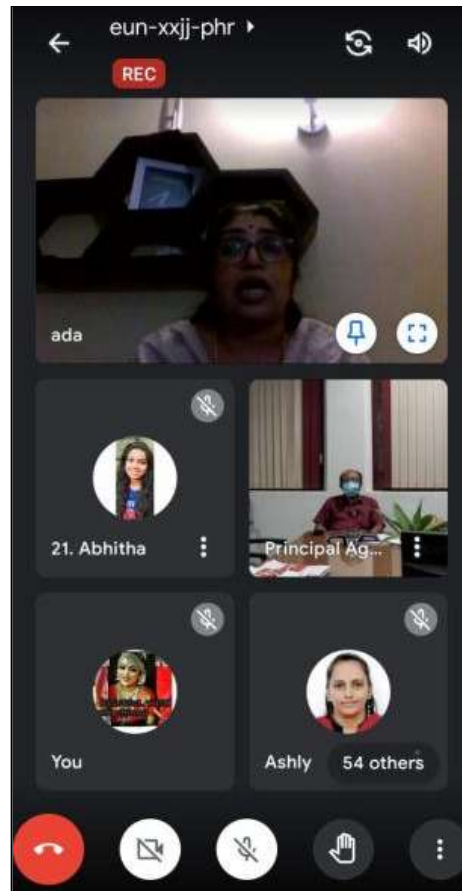 eun-xxjj-phr
REC
ada
21. Abhitha
Principal Ag...
You
Ashly
54 others